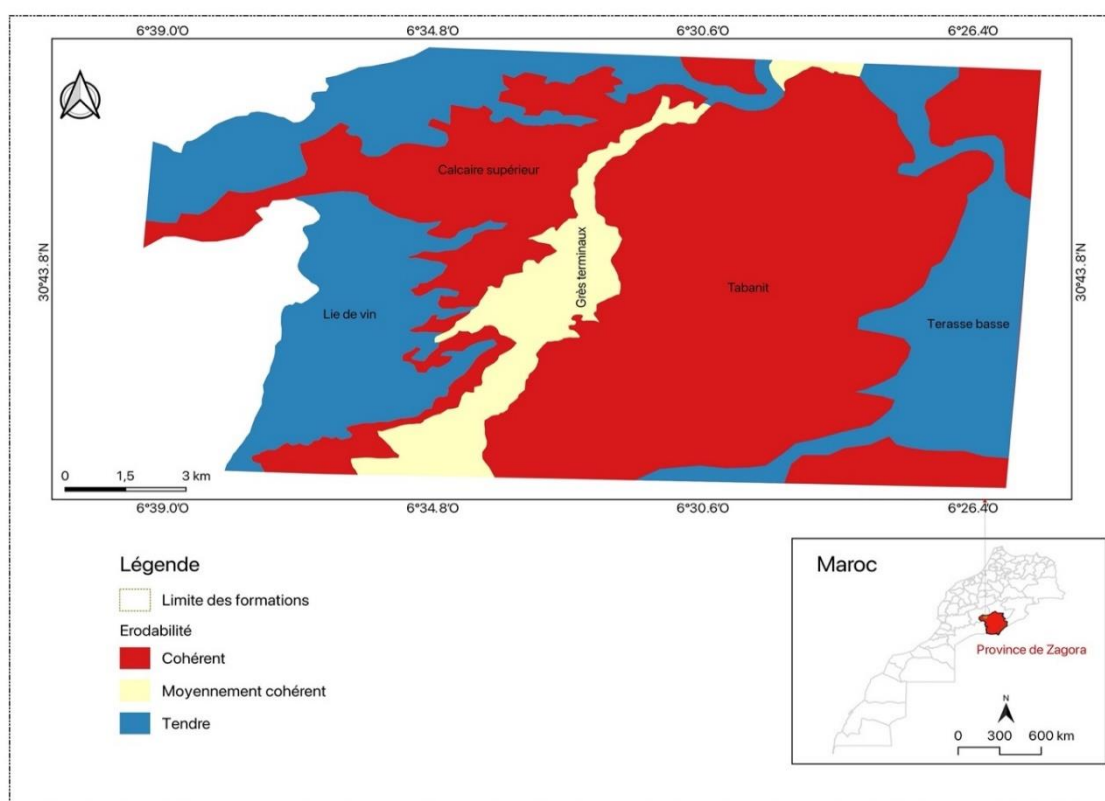 6°39.0'O 6°34.8'O 6°30.6'O 6°26.4'O
Calcaire supérieur
30°43.8'N
30°43.8'N
Grès terminaux
Tabanit
Lie de vin
Terasse basse
0 1,5 3 km
6°39.0'O 6°34.8'O 6°30.6'O 6°26.4'O
Légende
Limite des formations
Erodabilité
Cohérent
Moyennement cohérent
Tendre
Maroc
Province de Zagora
N
0 300 600 km